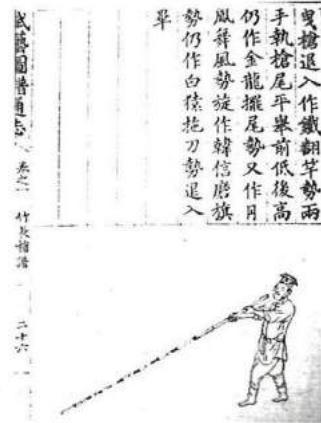 曳槍退入作鐵翻竿勢兩
手執槍尾平舉前低後高
仍作金龍擺尾勢又作丹
鳳舞風勢旋作韓信磨旗
勢仍作白猿拖刀勢退入
畢
武藝圖譜通志 卷之一 竹長槍譜 二十六